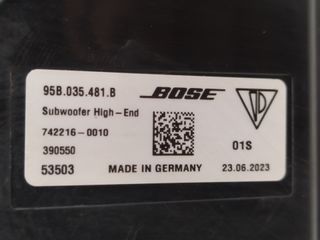 95B.035.481.B BOSE
Subwoofer High-End
742216-0010
390550 01S
53503 MADE IN GERMANY 23.06.2023